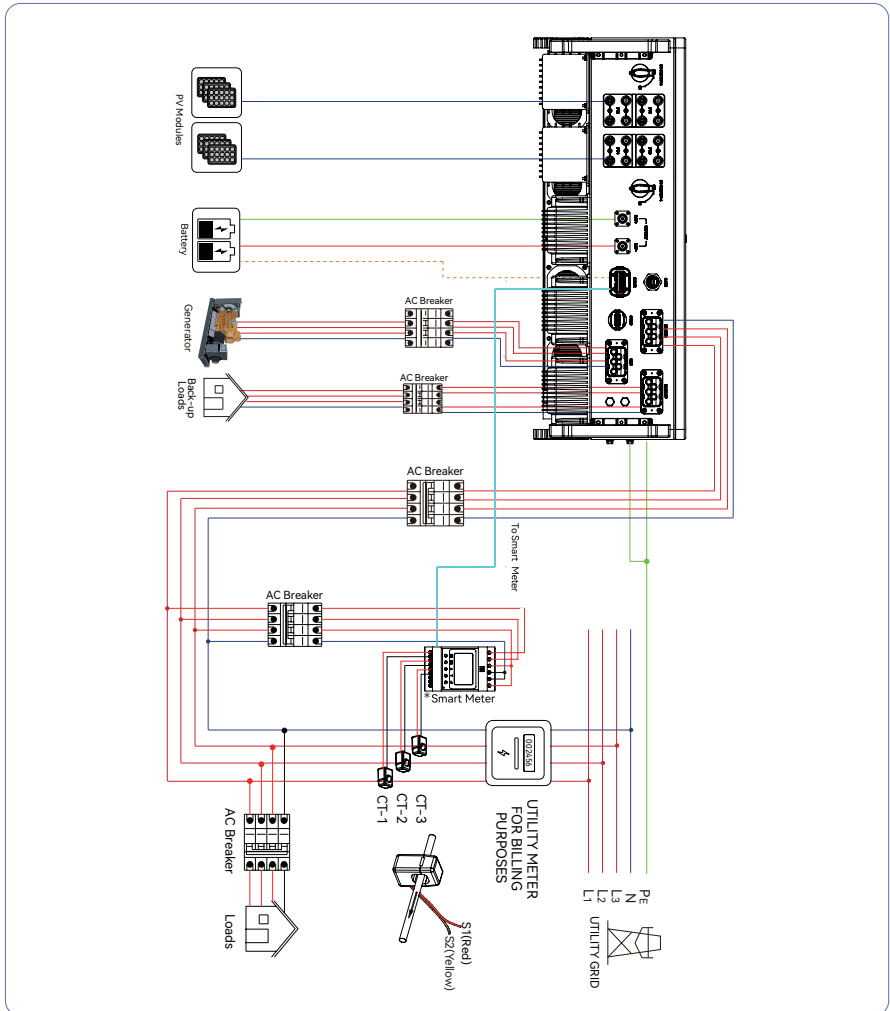 PV Modules
Battery
Generator
AC Breaker
Back-up
Loads
AC Breaker
AC Breaker
To Smart Meter
AC Breaker
* Smart Meter
002456
UTILITY METER
FOR BILLING
PURPOSES
CT-1
CT-2
CT-3
AC Breaker
Loads
S1(Red)
S2(Yellow)
L1
L2
L3
N
PE
UTILITY GRID